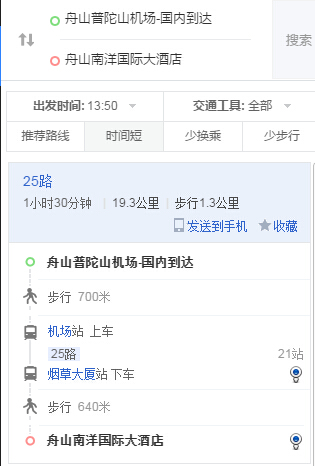 舟山普陀山机场-国内到达
搜索
舟山南洋国际大酒店
出发时间: 13:50 交通工具: 全部
推荐路线 时间短 少换乘 少步行
25路
1小时30分钟 | 19.3公里 | 步行1.3公里
发送到手机 收藏
舟山普陀山机场-国内到达
步行 700米
机场站 上车
25路 21站
烟草大厦站 下车
步行 640米
舟山南洋国际大酒店